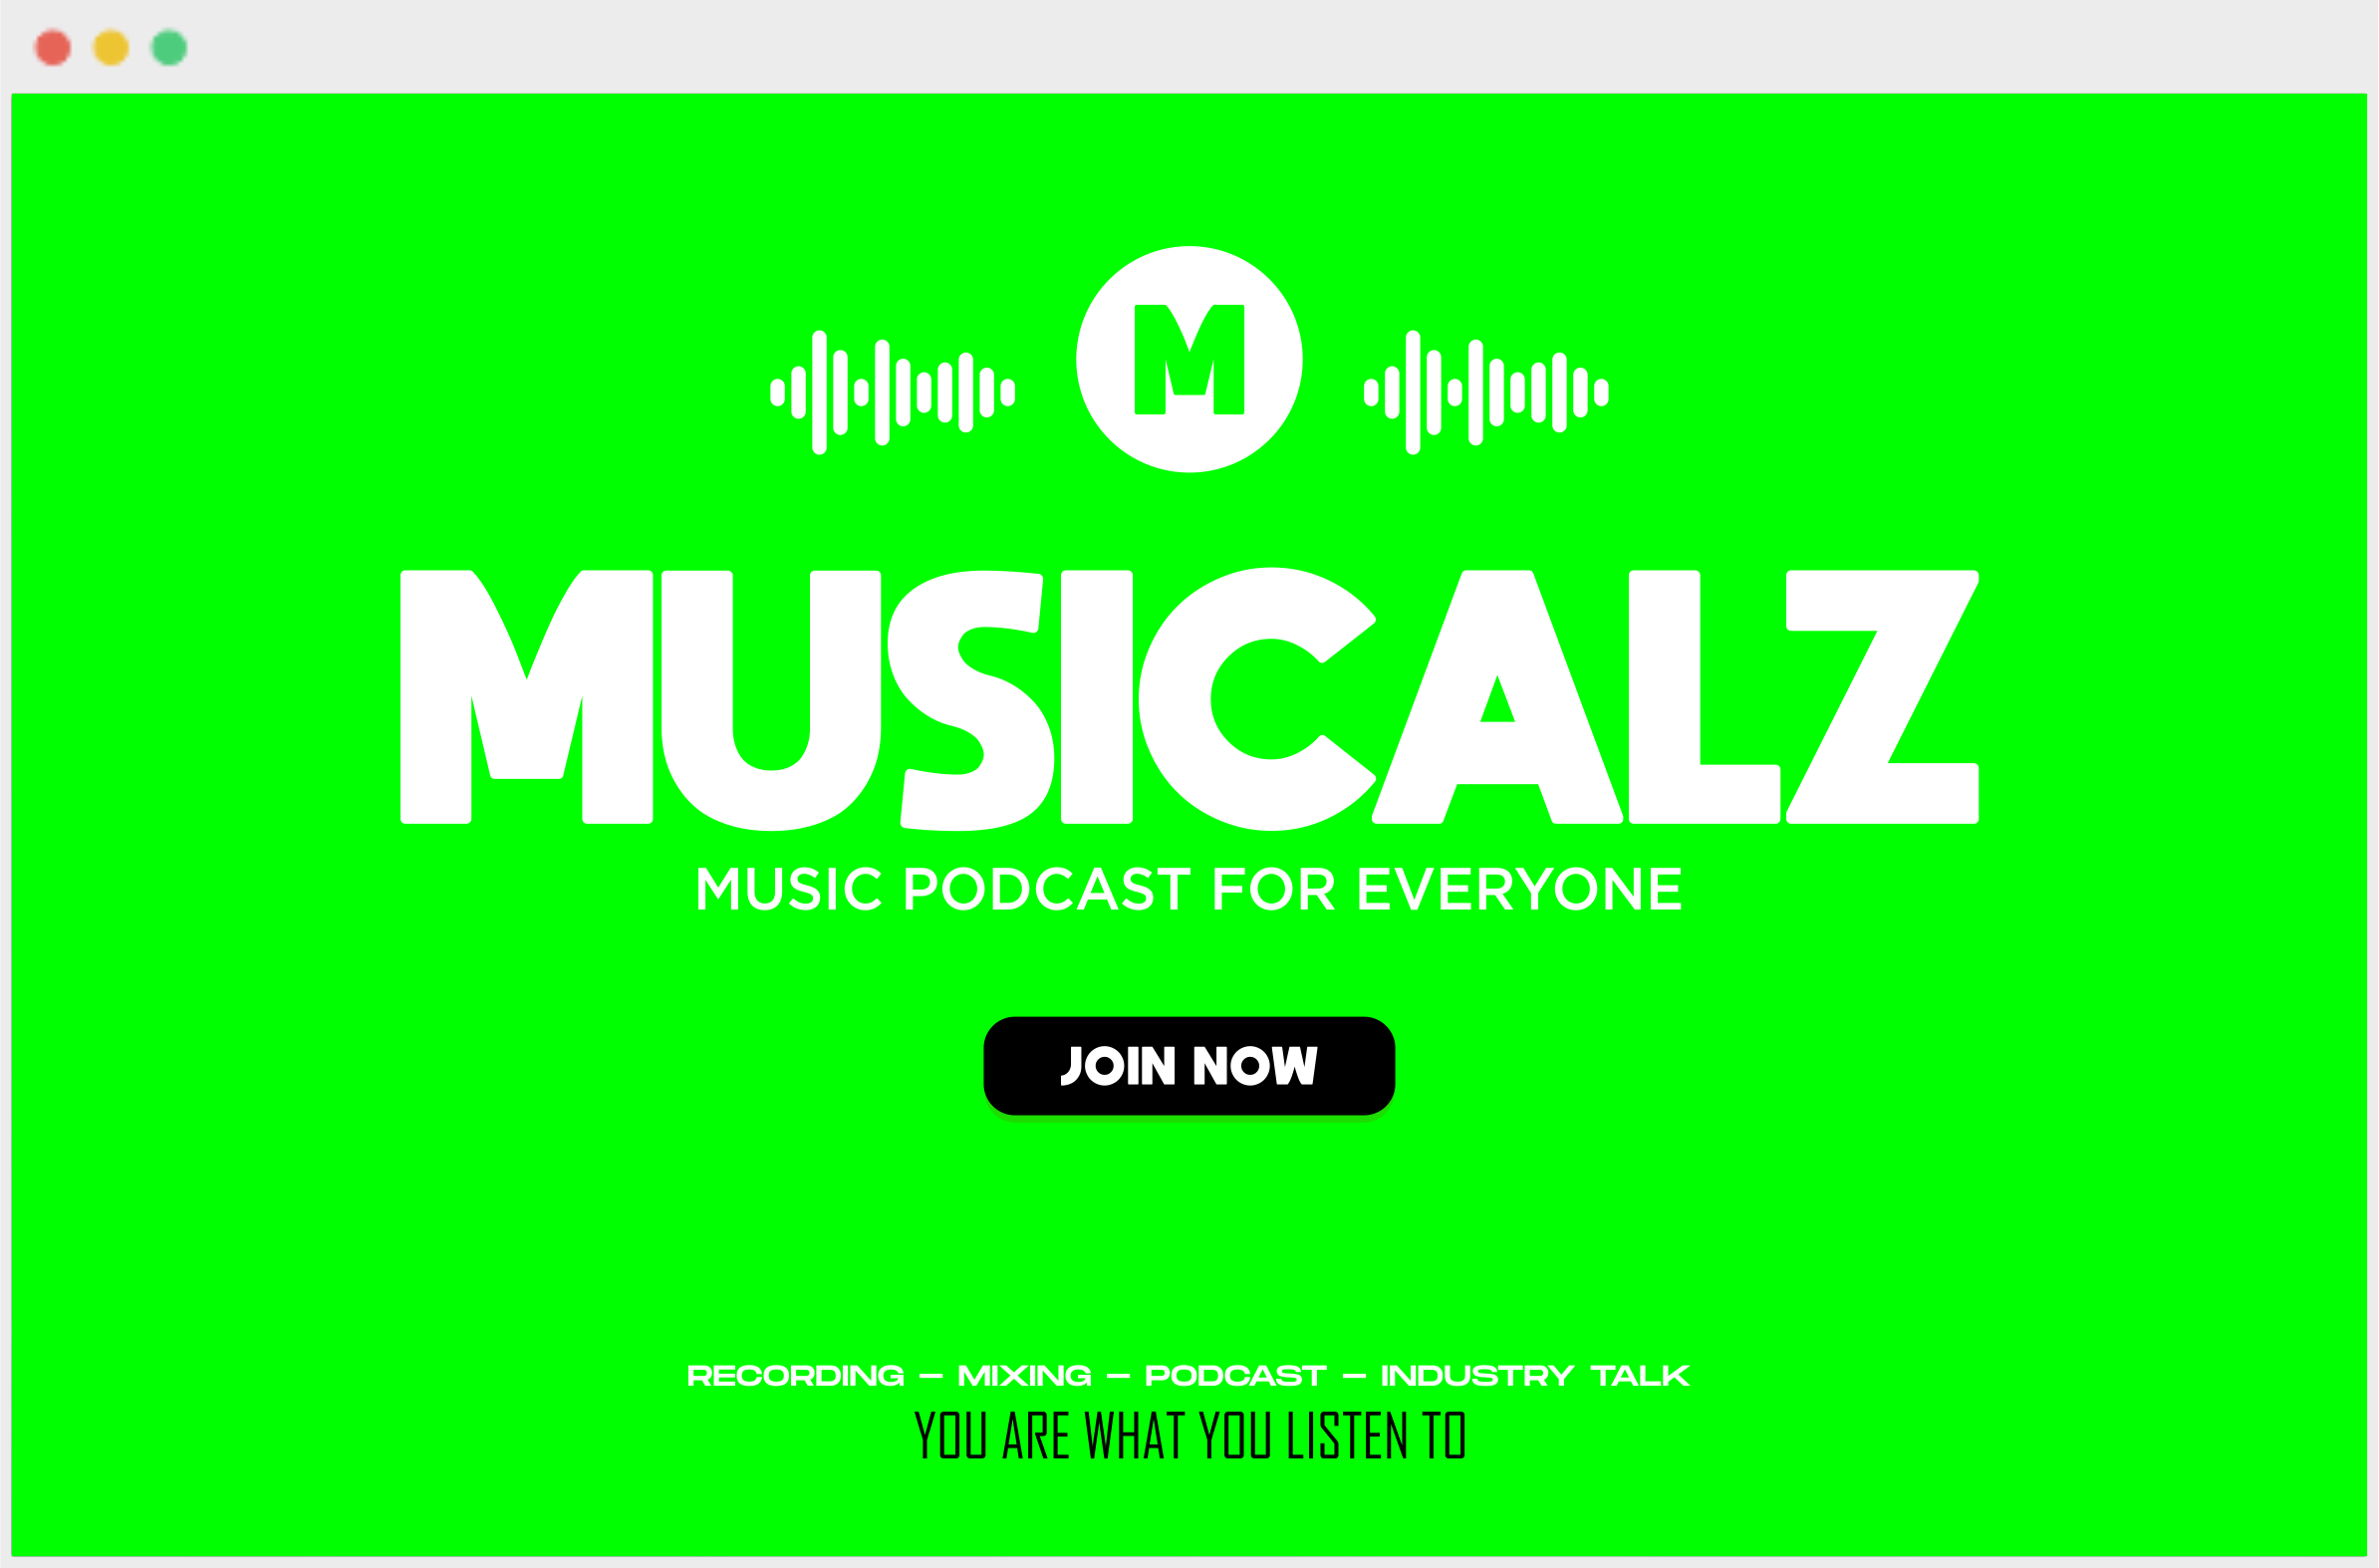 M
MUSICALZ
MUSIC PODCAST FOR EVERYONE
JOIN NOW
RECORDING — MIXING — PODCAST — INDUSTRY TALK
YOU ARE WHAT YOU LISTEN TO